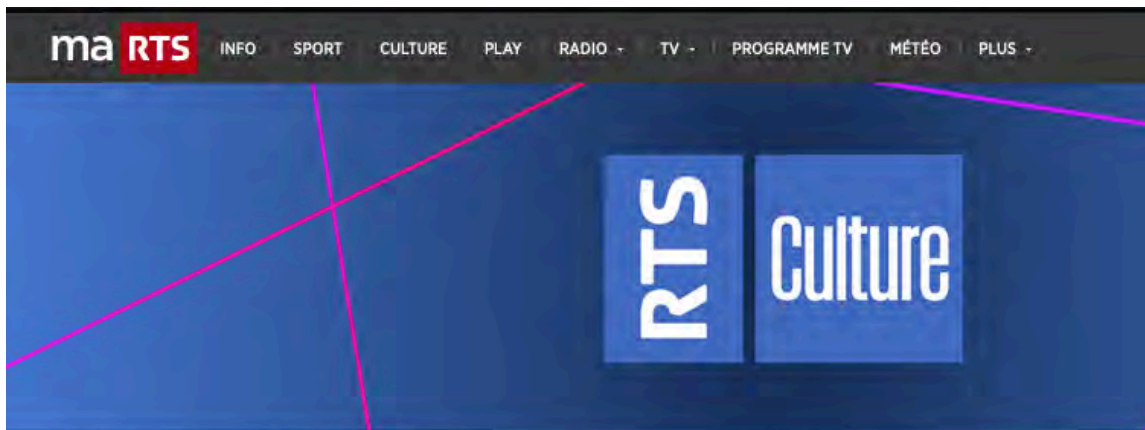 ma RTS INFO SPORT CULTURE PLAY RADIO TV PROGRAMME TV MÉTÉO PLUS
RTS
Culture